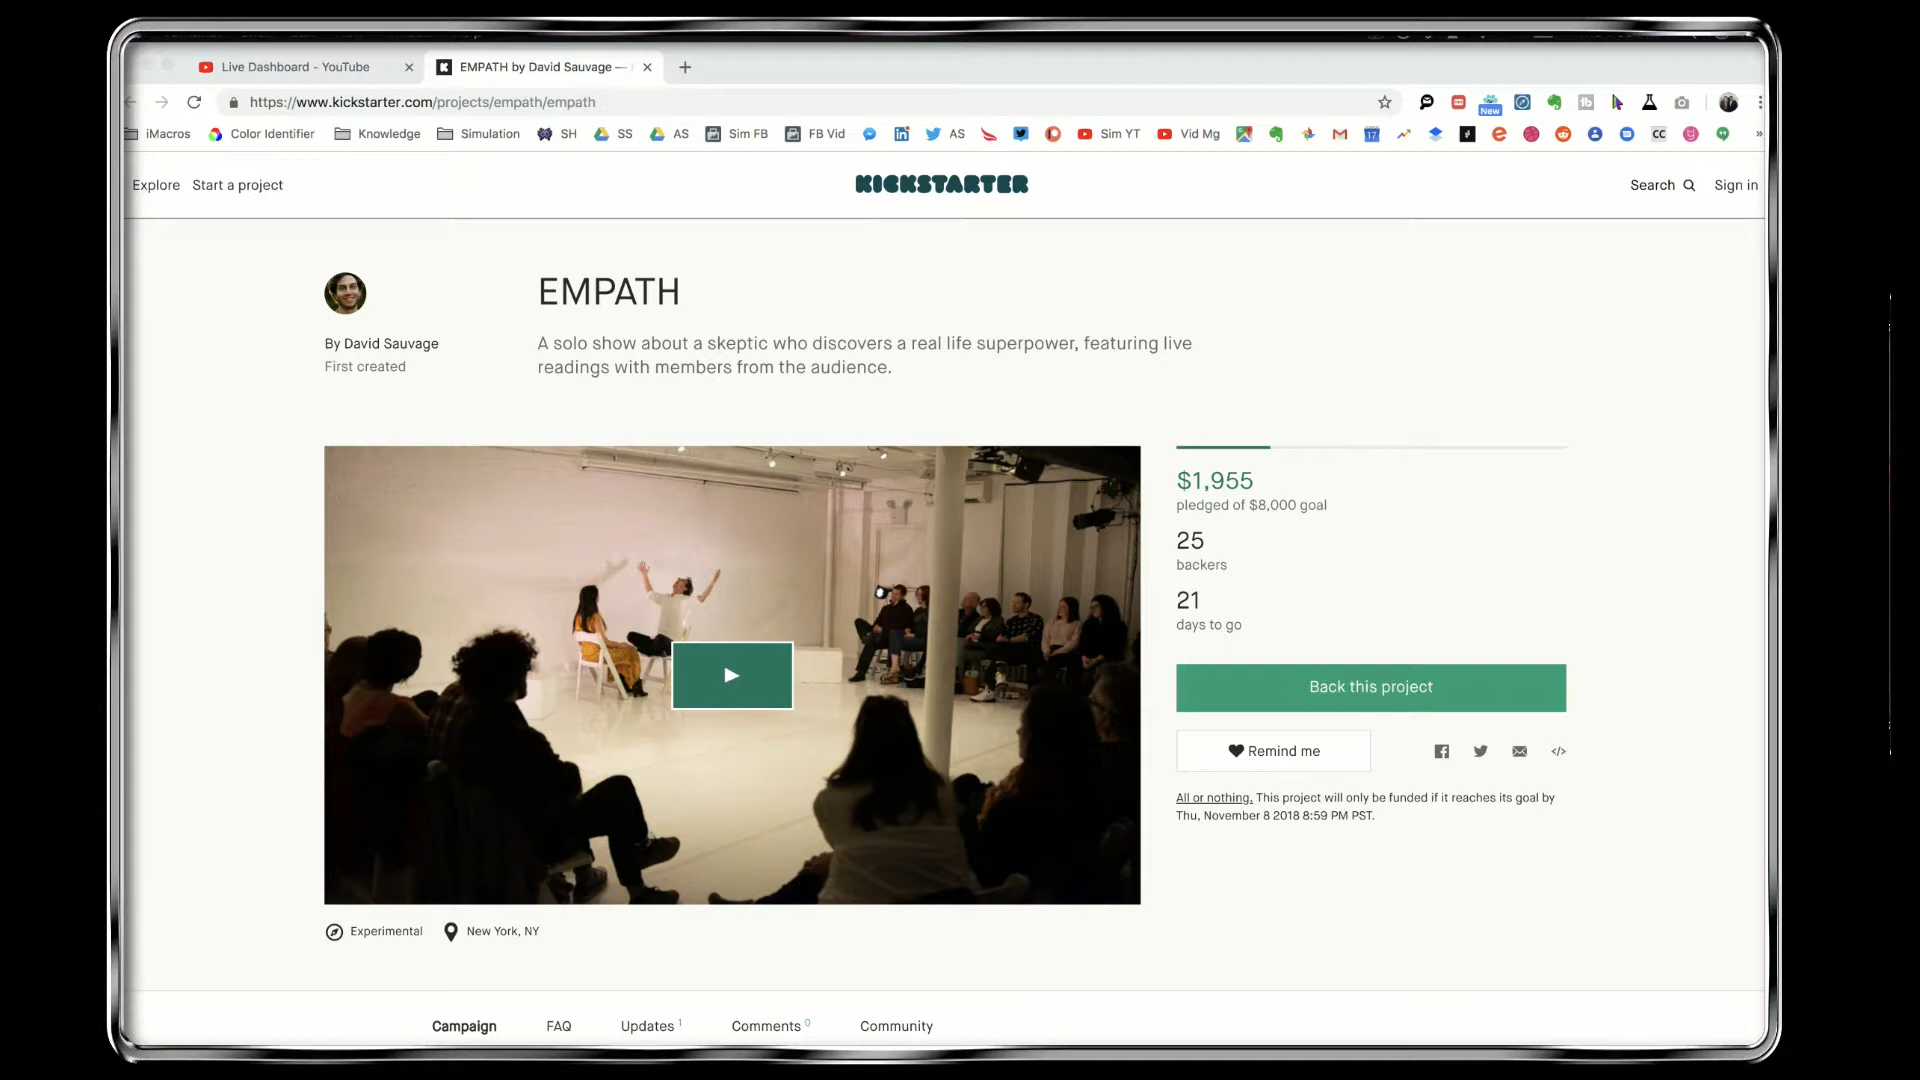 Live Dashboard - YouTube
EMPATH by David Sauvage —
https://www.kickstarter.com/projects/empath/empath
New
iMacros
Color Identifier
Knowledge
Simulation
SH
SS
AS
Sim FB
FB Vid
AS
Sim YT
Vid Mg
17
CC
»
Explore
Start a project
KICKSTARTER
Search
Sign in
EMPATH
By David Sauvage
First created
A solo show about a skeptic who discovers a real life superpower, featuring live
readings with members from the audience.
$1,955
pledged of $8,000 goal
25
backers
21
days to go
Back this project
Remind me
</>
All or nothing. This project will only be funded if it reaches its goal by
Thu, November 8 2018 8:59 PM PST.
Experimental
New York, NY
Campaign
FAQ
Updates 1
Comments 0
Community